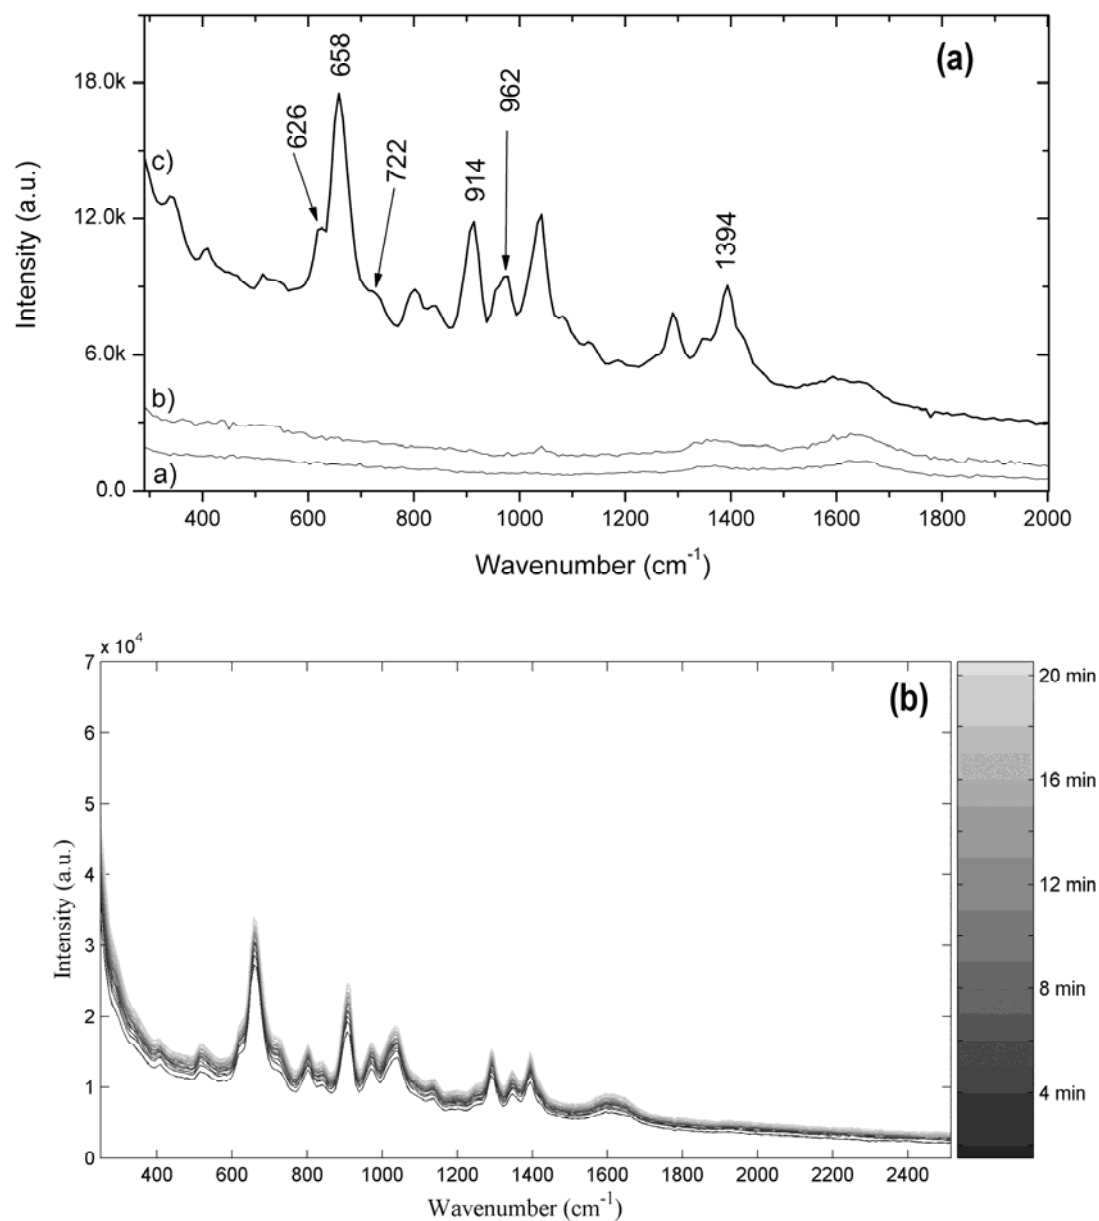 (a)
18.0k
12.0k
6.0k
0.0
Intensity (a.u.)
c)
b)
a)
626
658
722
914
962
1394
400 600 800 1000 1200 1400 1600 1800 2000
Wavenumber (cm⁻¹)
x 10⁴
(b)
7
6
5
4
3
2
1
0
Intensity (a.u.)
400 600 800 1000 1200 1400 1600 1800 2000 2200 2400
Wavenumber (cm⁻¹)
20 min
16 min
12 min
8 min
4 min